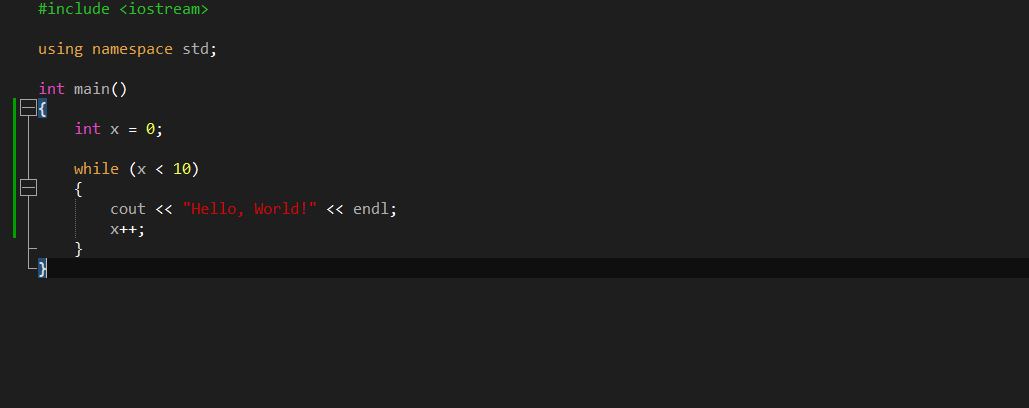 #include <iostream>
using namespace std;
int main()
{
int x = 0;
while (x < 10)
{
cout << "Hello, World!" << endl;
x++;
}
}